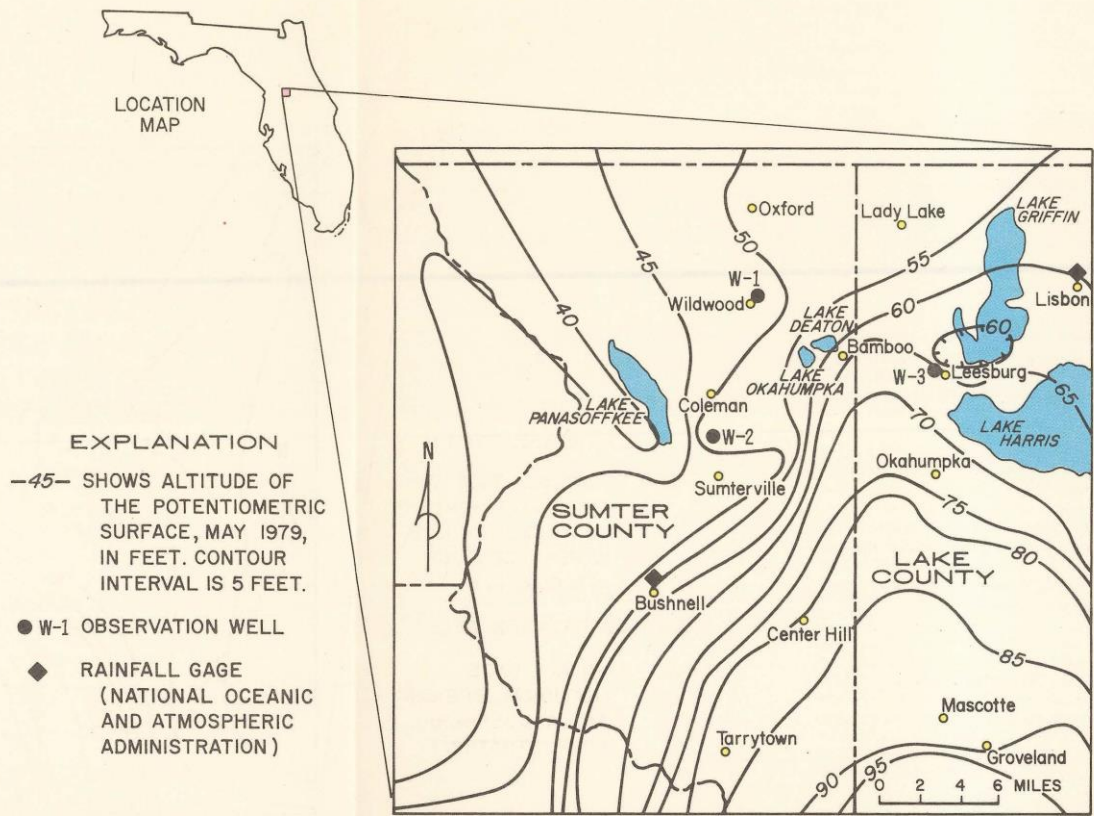 LOCATION
MAP
EXPLANATION
-45- SHOWS ALTITUDE OF
THE POTENTIOMETRIC
SURFACE, MAY 1979,
IN FEET. CONTOUR
INTERVAL IS 5 FEET.
W-1 OBSERVATION WELL
RAINFALL GAGE
(NATIONAL OCEANIC
AND ATMOSPHERIC
ADMINISTRATION)
N
Oxford
Lady Lake
LAKE
GRIFFIN
50
45
55
40
60
W-1
Wildwood
Lisbon
LAKE
DEATON
60
Bamboo
LAKE
OKAHUMPKA
W-3
Leesburg
65
LAKE
PANASOFFKEE
Coleman
70
LAKE
HARRIS
W-2
Okahumpka
Sumterville
75
SUMTER
COUNTY
80
LAKE
COUNTY
Bushnell
Center Hill
85
Mascotte
Tarrytown
Groveland
90
95
0 2 4 6 MILES